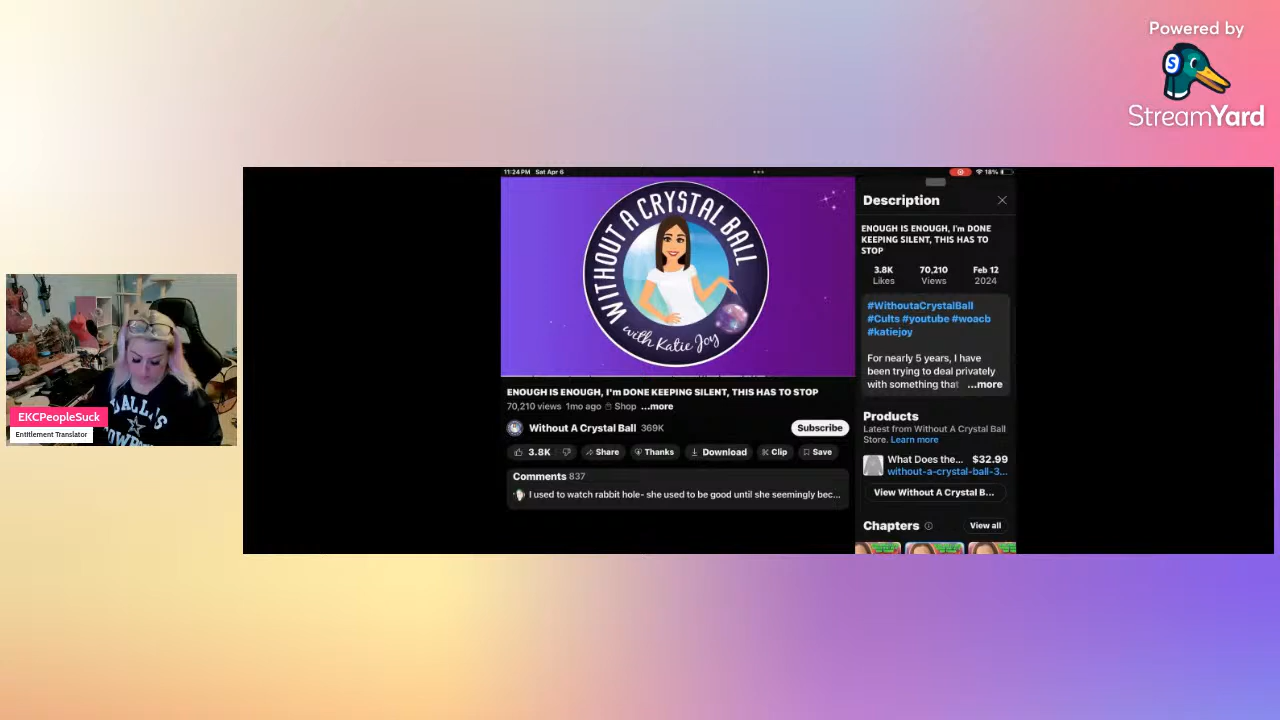 Powered by
StreamYard
11:24 PM Sat Apr 6
18%
WITHOUT A CRYSTAL BALL
with Katie Joy
ENOUGH IS ENOUGH, I'm DONE KEEPING SILENT, THIS HAS TO STOP
70,210 views 1mo ago Shop ...more
Without A Crystal Ball 369K
Subscribe
3.8K Share Thanks Download Clip Save
Comments 837
I used to watch rabbit hole- she used to be good until she seemingly bec...
Description
ENOUGH IS ENOUGH, I'm DONE
KEEPING SILENT, THIS HAS TO
STOP
3.8K 70,210 Feb 12
Likes Views 2024
#WithoutaCrystalBall
#Cults #youtube #woacb
#katiejoy
For nearly 5 years, I have
been trying to deal privately
with something that ...more
Products
Latest from Without A Crystal Ball
Store. Learn more
What Does the... $32.99
without-a-crystal-ball-3...
View Without A Crystal B...
Chapters View all
EKCPeopleSuck
Entitlement Translator